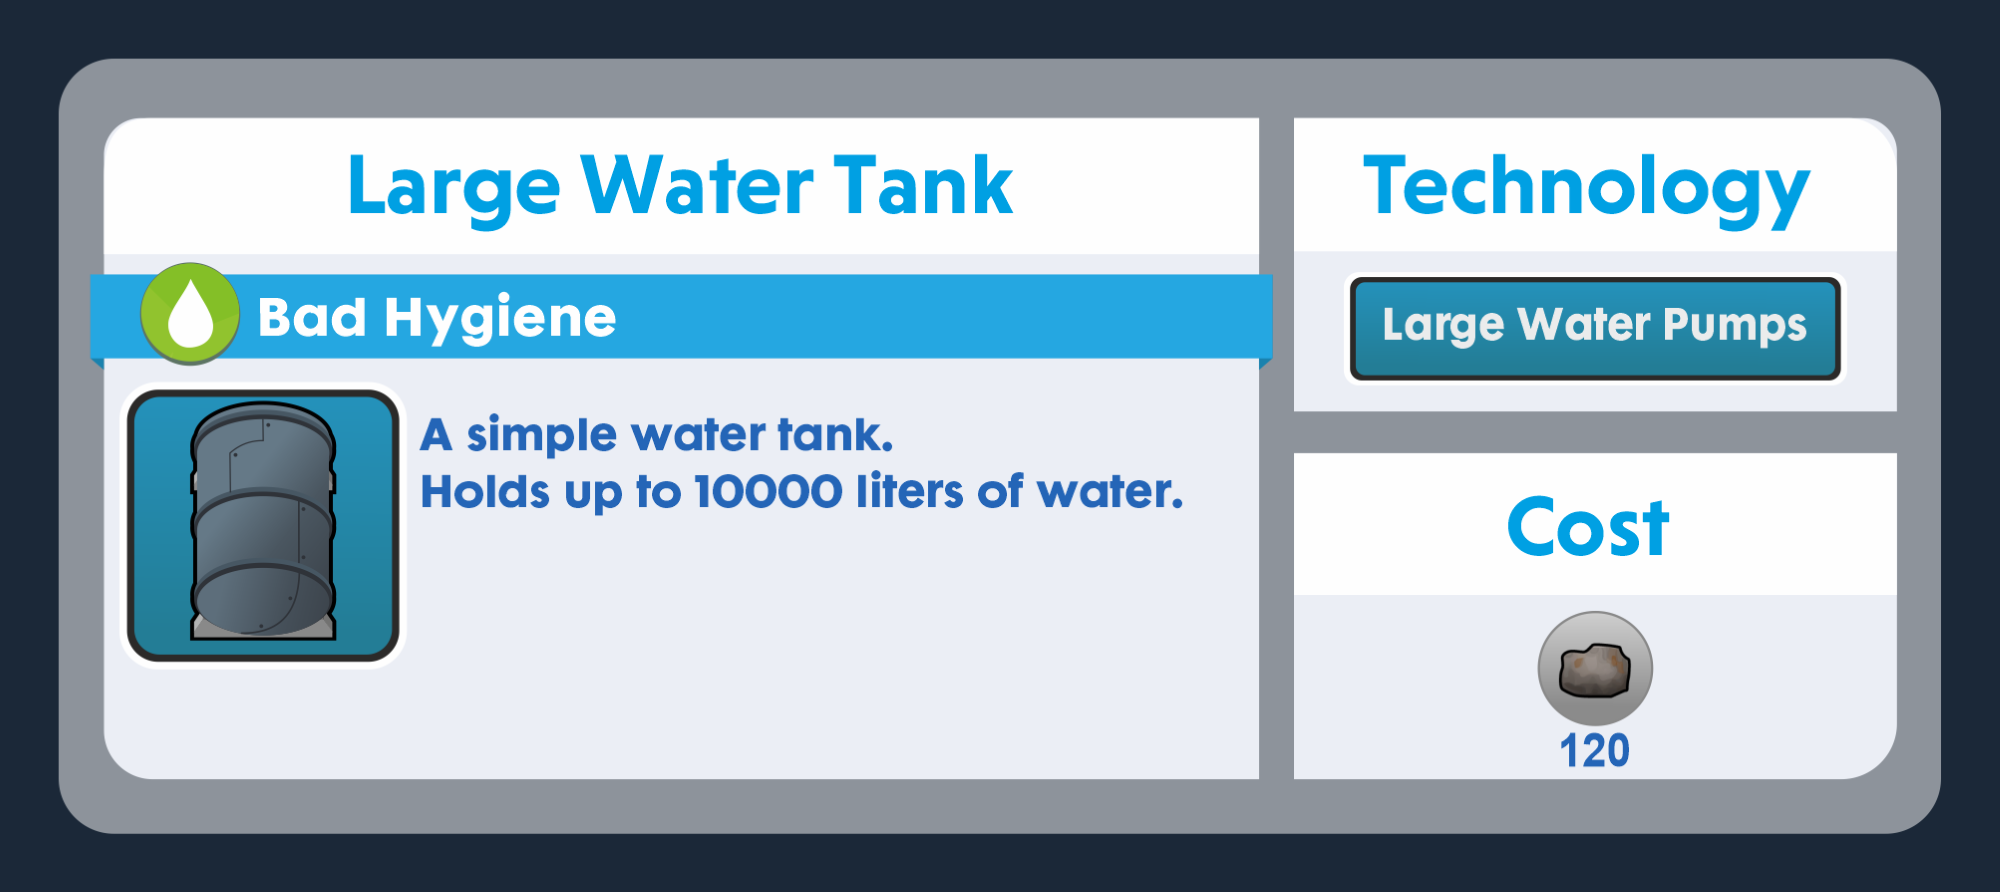 Large Water Tank
Bad Hygiene
A simple water tank.
Holds up to 10000 liters of water.
Technology
Large Water Pumps
Cost
120